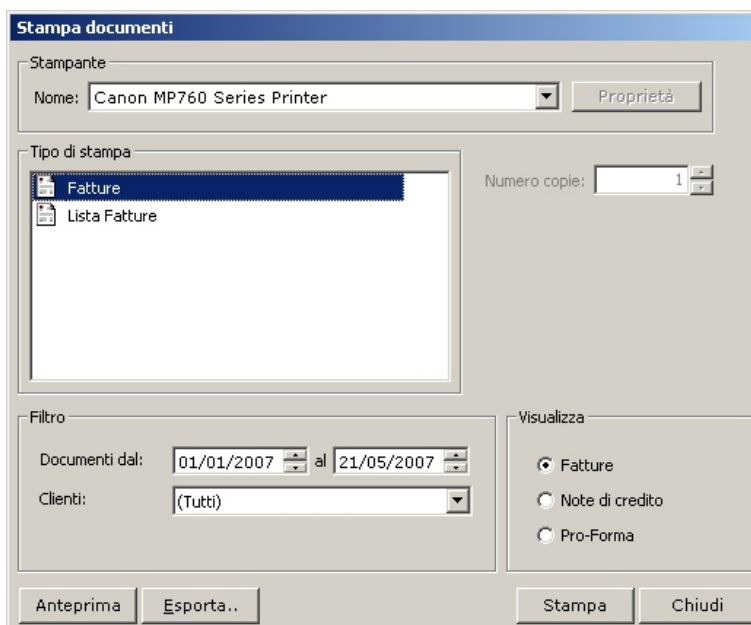 Stampa documenti
Stampante
Nome: Canon MP760 Series Printer Proprietà
Tipo di stampa
Fatture
Lista Fatture
Numero copie: 1
Filtro
Documenti dal: 01/01/2007 al 21/05/2007
Clienti: (Tutti)
Visualizza
Fatture
Note di credito
Pro-Forma
Anteprima Esporta.. Stampa Chiudi